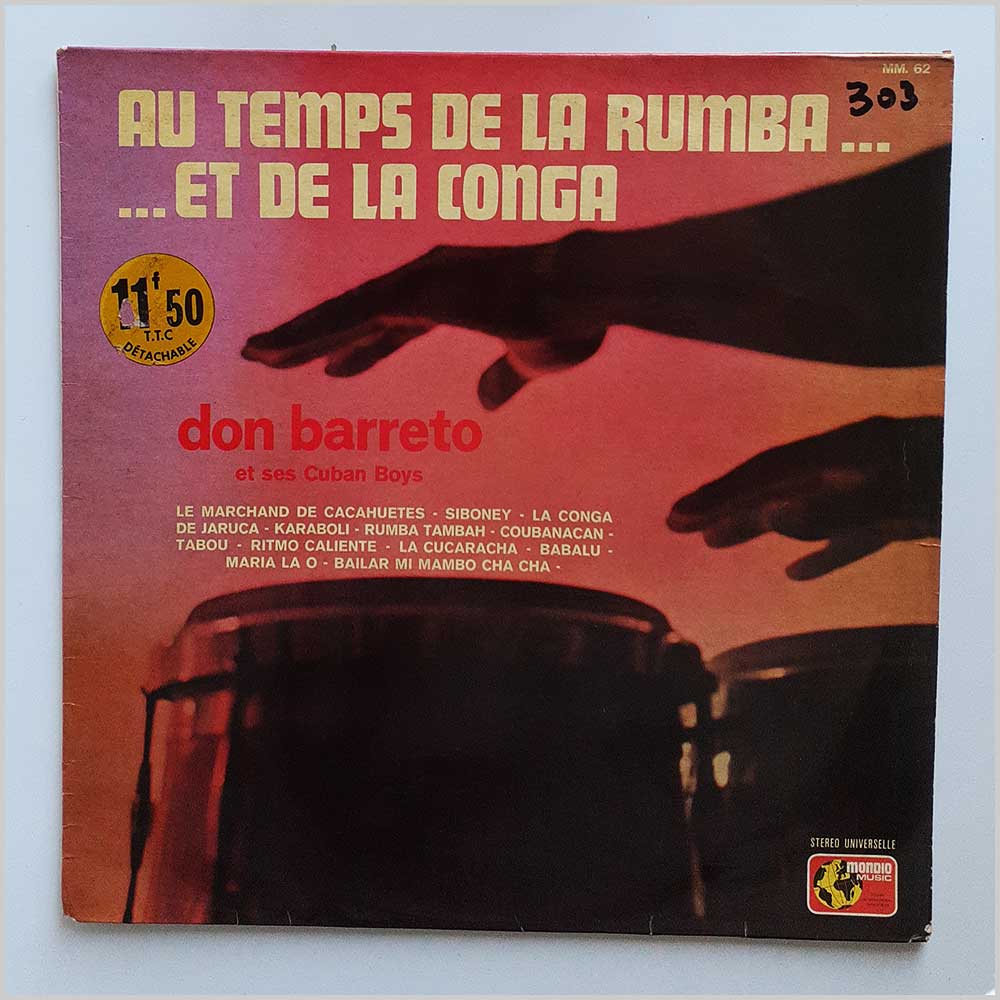 MM. 62
303
AU TEMPS DE LA RUMBA ...
... ET DE LA CONGA
11f 50
T.T.C
DÉTACHABLE
don barreto
et ses Cuban Boys
LE MARCHAND DE CACAHUETES - SIBONEY - LA CONGA
DE JARUCA - KARABOLI - RUMBA TAMBAH - COUBANACAN -
TABOU - RITMO CALIENTE - LA CUCARACHA - BABALU -
MARIA LA O - BAILAR MI MAMBO CHA CHA -
STEREO UNIVERSELLE
MONDIO
MUSIC